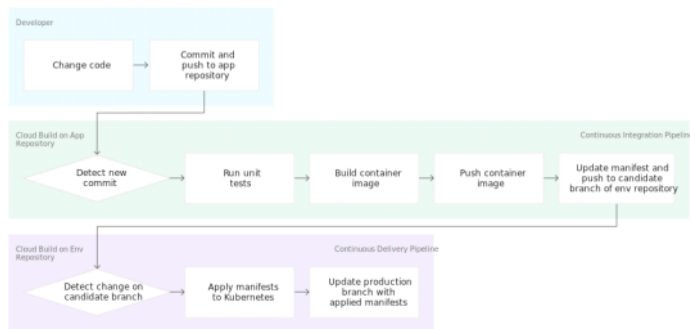 Developer
Change code
Commit and
push to app
repository
Cloud Build on App
Repository
Continuous Integration Pipeline
Detect new
commit
Run unit
tests
Build container
image
Push container
image
Update manifest and
push to candidate
branch of env repository
Cloud Build on Env
Repository
Continuous Delivery Pipeline
Detect change on
candidate branch
Apply manifests
to Kubernetes
Update production
branch with
applied manifests